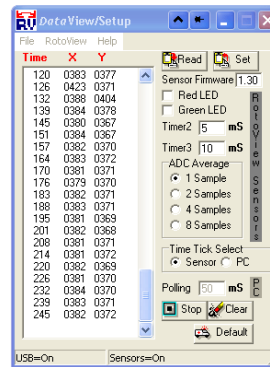 DataView/Setup
File RotoView Help
Time X Y
120 0383 0377
126 0423 0371
132 0388 0404
139 0384 0378
145 0380 0367
151 0384 0367
157 0382 0370
164 0383 0372
170 0381 0371
176 0379 0370
183 0382 0371
188 0383 0371
195 0381 0369
201 0382 0368
208 0381 0371
214 0381 0372
220 0382 0369
226 0381 0370
232 0384 0370
239 0383 0371
245 0382 0372
Read Set
Sensor Firmware 1.30
Red LED
Green LED
Timer2 5 mS
Timer3 10 mS
ADC Average
1 Sample
2 Samples
4 Samples
8 Samples
RotoView Sensors
Time Tick Select
Sensor PC
Polling 50 mS
PC
Stop Clear
Default
USB=On Sensors=On